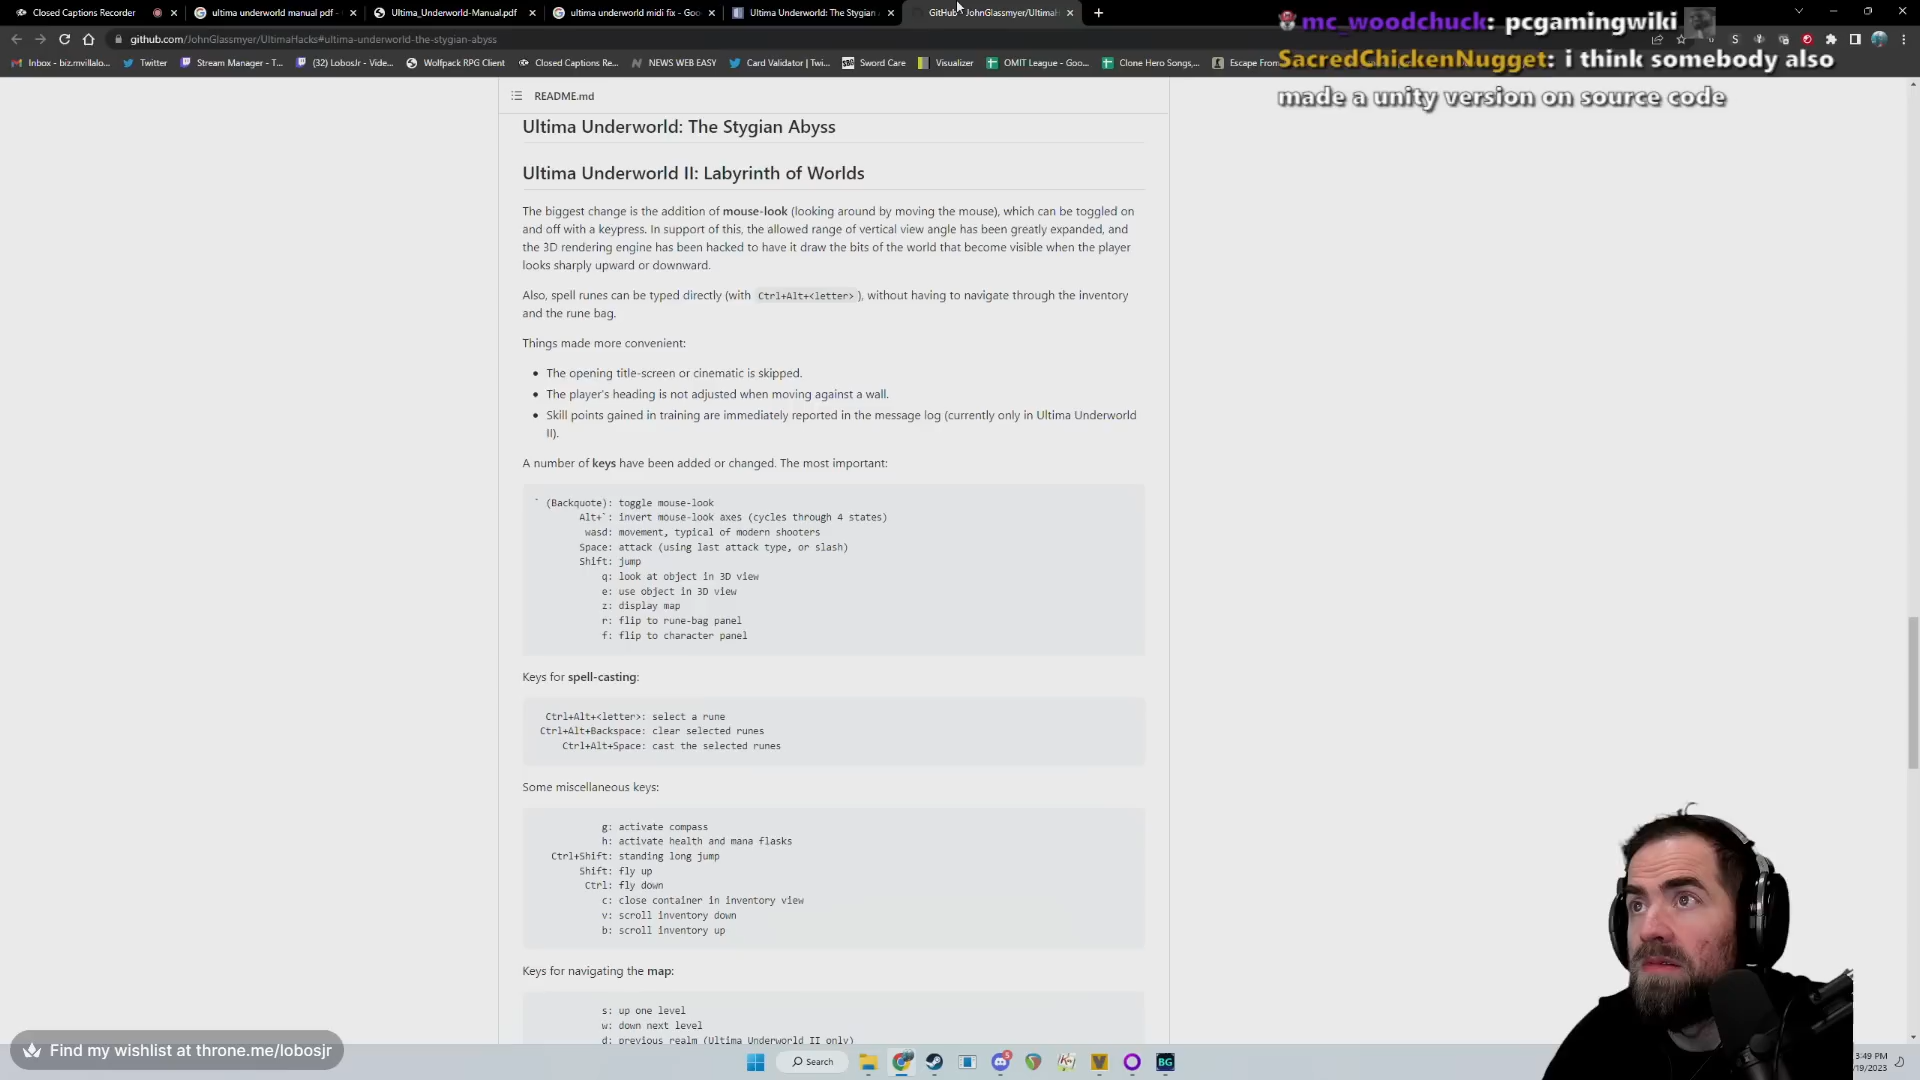 Closed Captions Recorder
ultima underworld manual pdf -
Ultima_Underworld-Manual.pdf
ultima underworld midi fix - Goo
Ultima Underworld: The Stygian
GitHub - JohnGlassmyer/UltimaH
github.com/JohnGlassmyer/UltimaHacks#ultima-underworld-the-stygian-abyss
Inbox - biz.mvillalo...
Twitter
Stream Manager - T...
(32) LobosJr - Vide...
Wolfpack RPG Client
Closed Captions Re...
NEWS WEB EASY
Card Validator | Twi...
Sword Care
Visualizer
OMIT League - Goo...
Clone Hero Songs,...
Escape From
mc_woodchuck: pcgamingwiki
SacredChickenNugget: i think somebody also
made a unity version on source code
README.md
Ultima Underworld: The Stygian Abyss
Ultima Underworld II: Labyrinth of Worlds
The biggest change is the addition of mouse-look (looking around by moving the mouse), which can be toggled on
and off with a keypress. In support of this, the allowed range of vertical view angle has been greatly expanded, and
the 3D rendering engine has been hacked to have it draw the bits of the world that become visible when the player
looks sharply upward or downward.
Also, spell runes can be typed directly (with Ctrl+Alt+<letter> ), without having to navigate through the inventory
and the rune bag.
Things made more convenient:
• The opening title-screen or cinematic is skipped.
• The player's heading is not adjusted when moving against a wall.
• Skill points gained in training are immediately reported in the message log (currently only in Ultima Underworld
II).
A number of keys have been added or changed. The most important:
` (Backquote): toggle mouse-look
Alt+`: invert mouse-look axes (cycles through 4 states)
wasd: movement, typical of modern shooters
Space: attack (using last attack type, or slash)
Shift: jump
q: look at object in 3D view
e: use object in 3D view
z: display map
r: flip to rune-bag panel
f: flip to character panel
Keys for spell-casting:
Ctrl+Alt+<letter>: select a rune
Ctrl+Alt+Backspace: clear selected runes
Ctrl+Alt+Space: cast the selected runes
Some miscellaneous keys:
g: activate compass
h: activate health and mana flasks
Ctrl+Shift: standing long jump
Shift: fly up
Ctrl: fly down
c: close container in inventory view
v: scroll inventory down
b: scroll inventory up
Keys for navigating the map:
s: up one level
w: down next level
d: previous realm (Ultima Underworld II only)
Find my wishlist at throne.me/lobosjr
Search
BG
3:49 PM
/19/2023